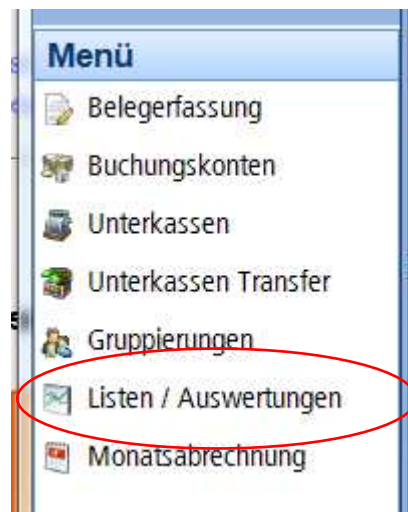 Menü
Belegerfassung
Buchungskonten
Unterkassen
Unterkassen Transfer
Gruppierungen
Listen / Auswertungen
Monatsabrechnung